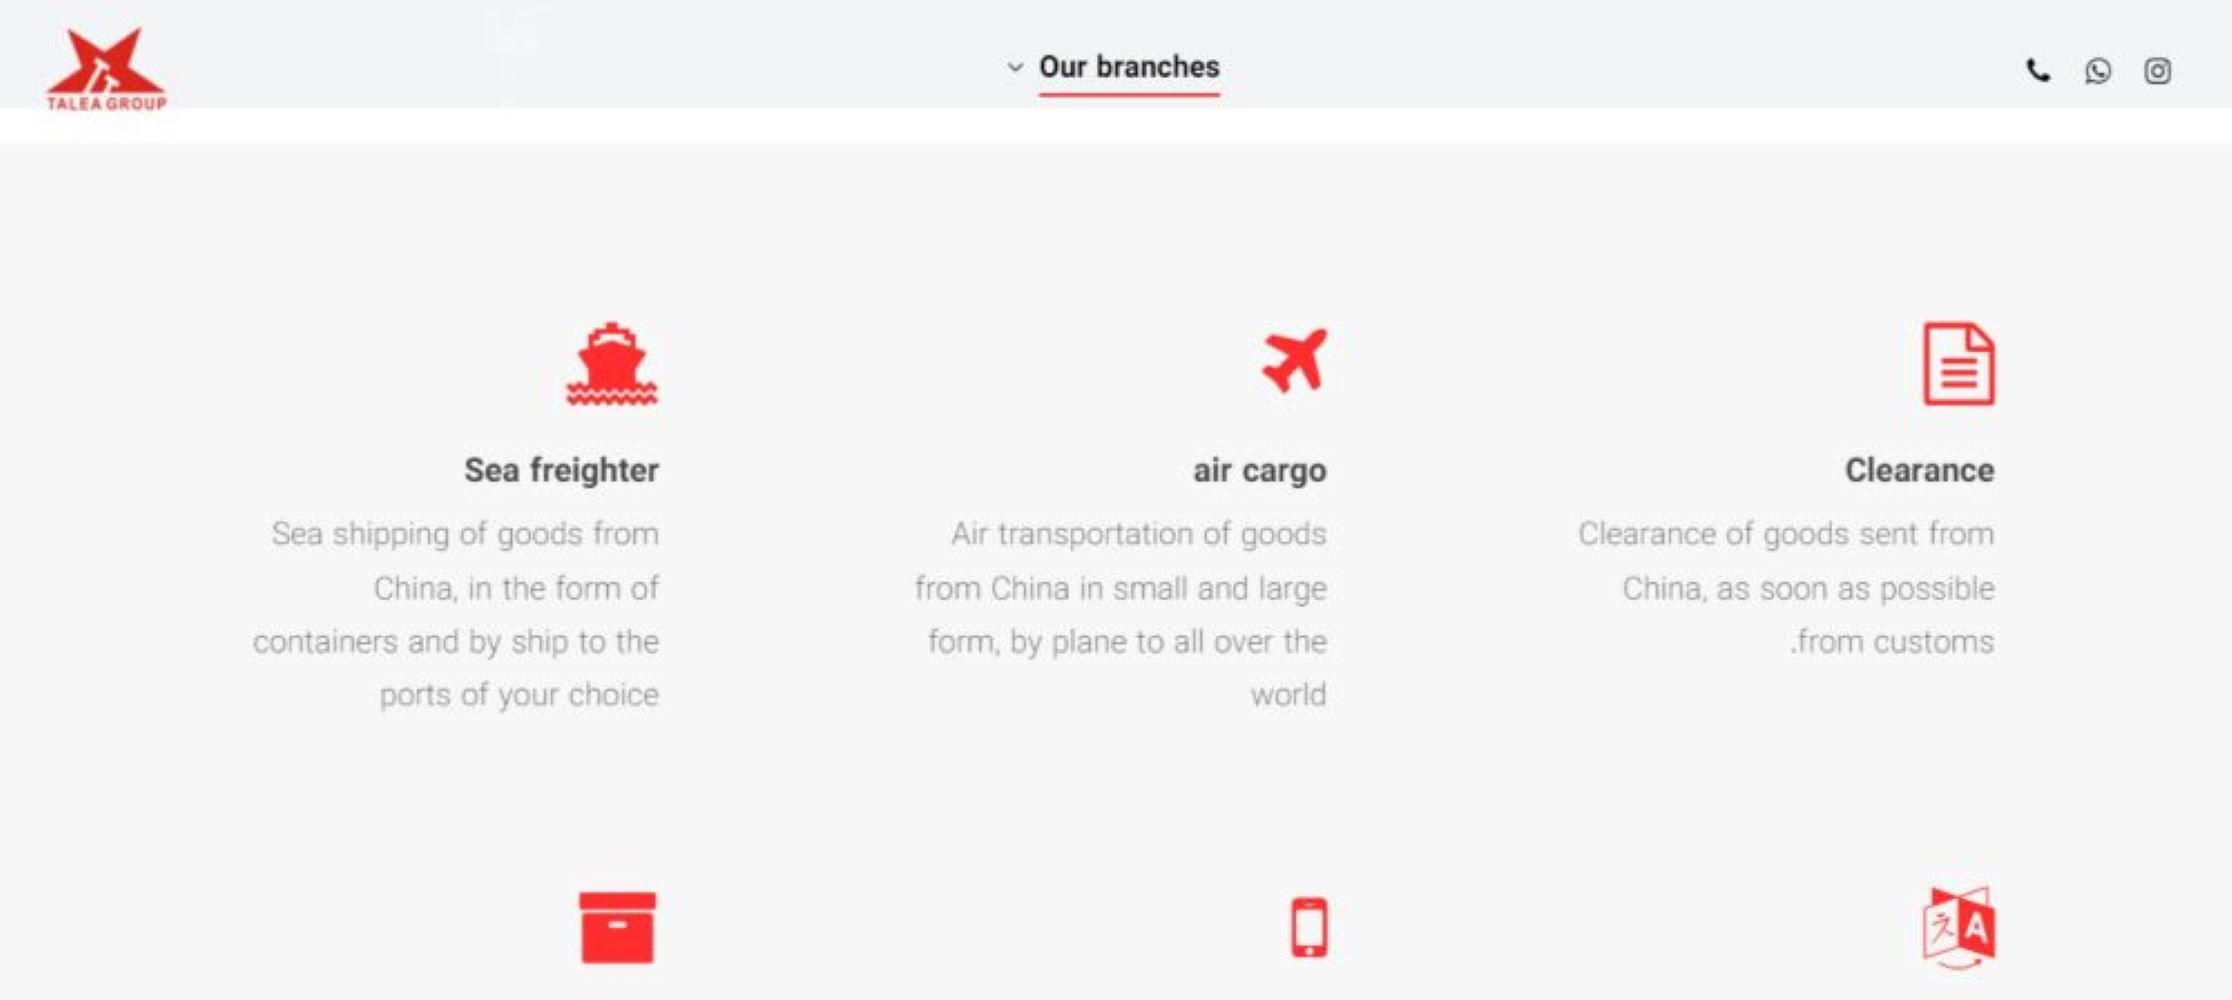 TALEA GROUP
Our branches
Sea freighter
Sea shipping of goods from
China, in the form of
containers and by ship to the
ports of your choice
air cargo
Air transportation of goods
from China in small and large
form, by plane to all over the
world
Clearance
Clearance of goods sent from
China, as soon as possible
.from customs
A